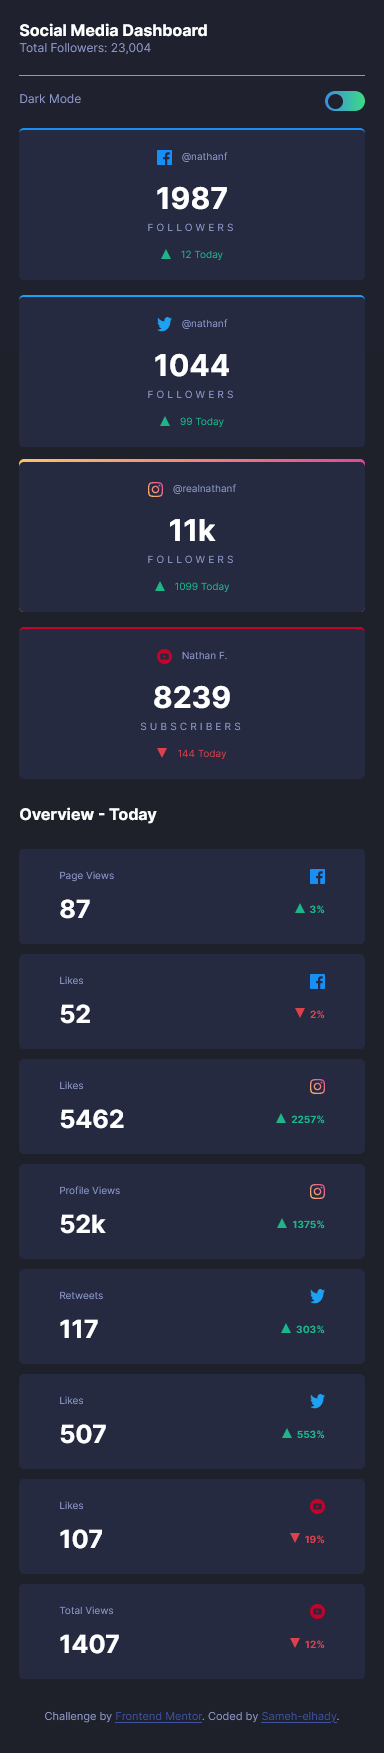 Social Media Dashboard
Total Followers: 23,004
Dark Mode
@nathanf
1987
FOLLOWERS
12 Today
@nathanf
1044
FOLLOWERS
99 Today
@realnathanf
11k
FOLLOWERS
1099 Today
Nathan F.
8239
SUBSCRIBERS
144 Today
Overview - Today
Page Views
87
3%
Likes
52
2%
Likes
5462
2257%
Profile Views
52k
1375%
Retweets
117
303%
Likes
507
553%
Likes
107
19%
Total Views
1407
12%
Challenge by Frontend Mentor. Coded by Sameh-elhady.